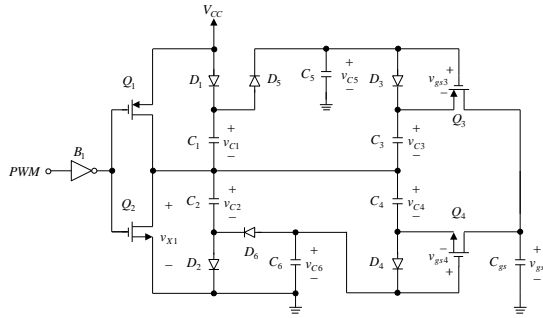 V_CC
Q_1
D_1
D_5
C_5
+
v_C5
−
D_3
+
v_gs3
−
Q_3
C_1
+
v_C1
−
C_3
+
v_C3
−
PWM
B_1
Q_2
+
v_X1
−
C_2
+
v_C2
−
C_4
+
v_C4
−
Q_4
D_2
D_6
C_6
+
v_C6
−
D_4
−
v_gs4
+
C_gs
+
v_gs
−